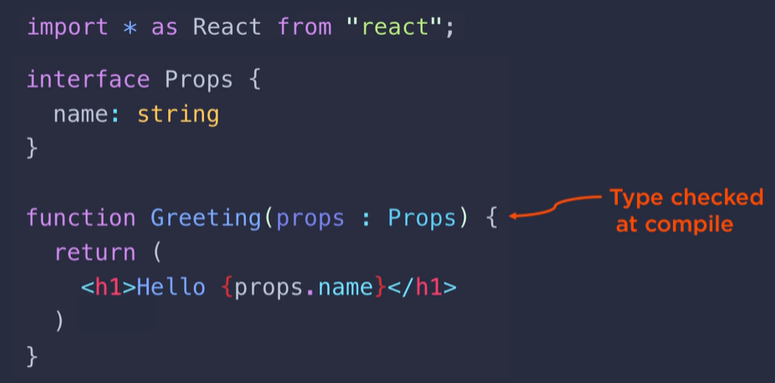 import * as React from "react";
interface Props {
  name: string
}
function Greeting(props : Props) {
  return (
    <h1>Hello {props.name}</h1>
  )
}
Type checked
at compile